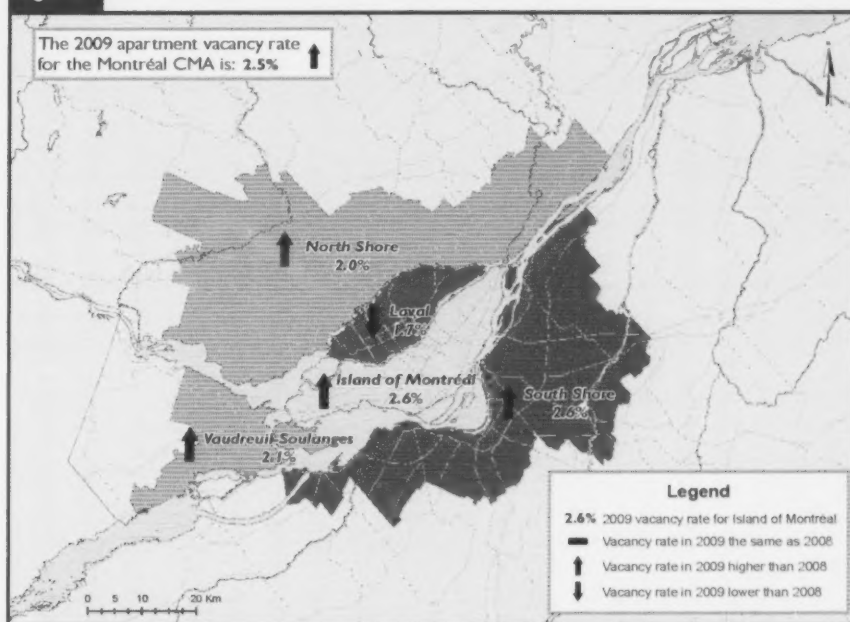 The 2009 apartment vacancy rate
for the Montréal CMA is: 2.5%
North Shore
2.0%
Laval
1.7%
Island of Montréal
2.6%
South Shore
2.6%
Vaudreuil-Soulanges
2.1%
Legend
2.6% 2009 vacancy rate for Island of Montréal
Vacancy rate in 2009 the same as 2008
Vacancy rate in 2009 higher than 2008
Vacancy rate in 2009 lower than 2008
0 5 10 20 Km